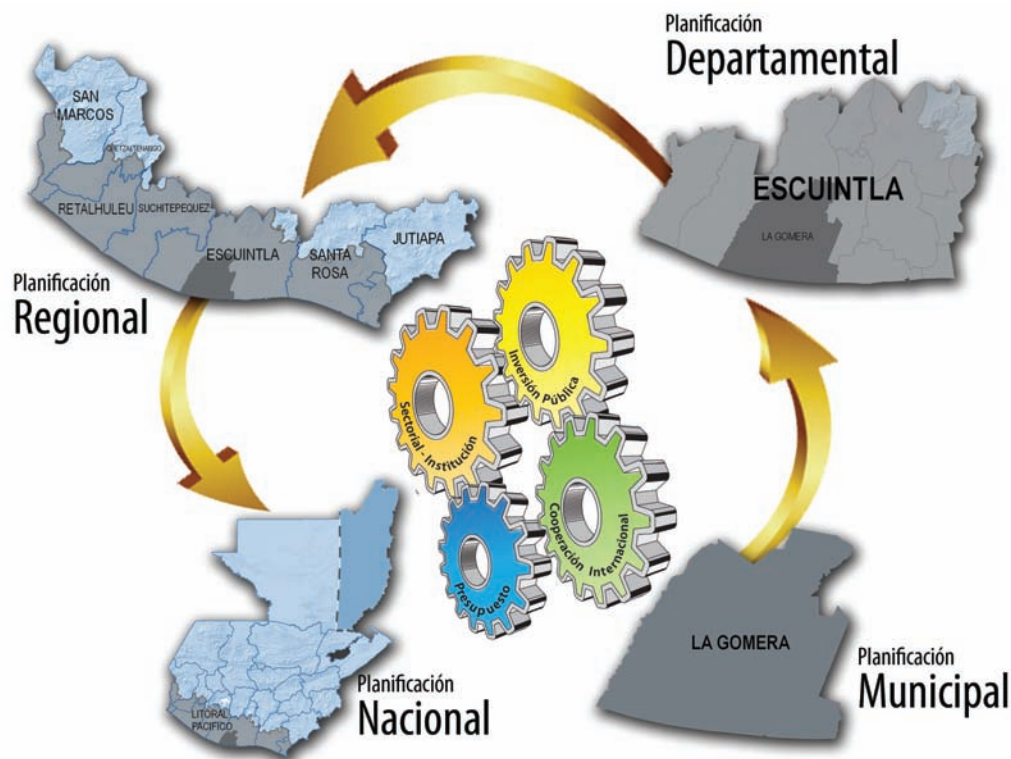 Planificación
Departamental
ESCUINTLA
LA GOMERA
SAN
MARCOS
QUETZALTENANGO
RETALHULEU
SUCHITEPEQUEZ
ESCUINTLA
SANTA
ROSA
JUTIAPA
Planificación
Regional
Inversión Pública
Sectorial - Institución
Cooperación Internacional
Presupuesto
LITORAL
PACIFICO
Planificación
Nacional
LA GOMERA
Planificación
Municipal